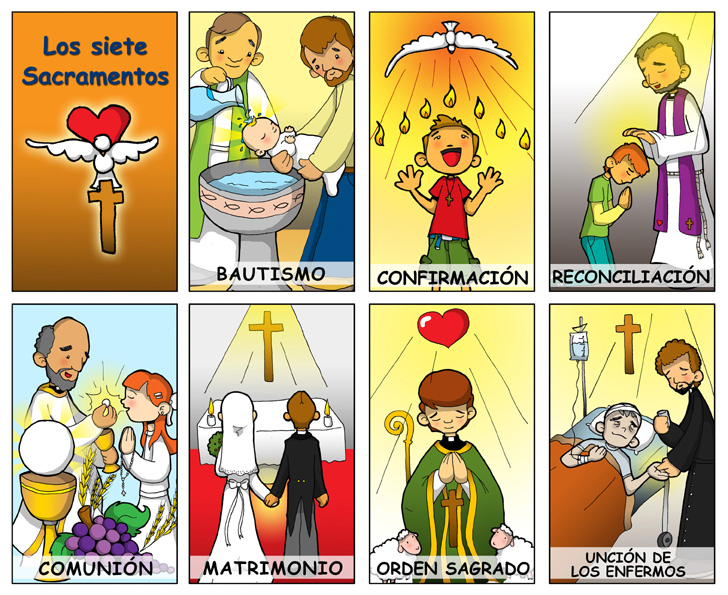 Los siete
Sacramentos
BAUTISMO
CONFIRMACIÓN
RECONCILIACIÓN
COMUNIÓN
MATRIMONIO
ORDEN SAGRADO
UNCIÓN DE
LOS ENFERMOS